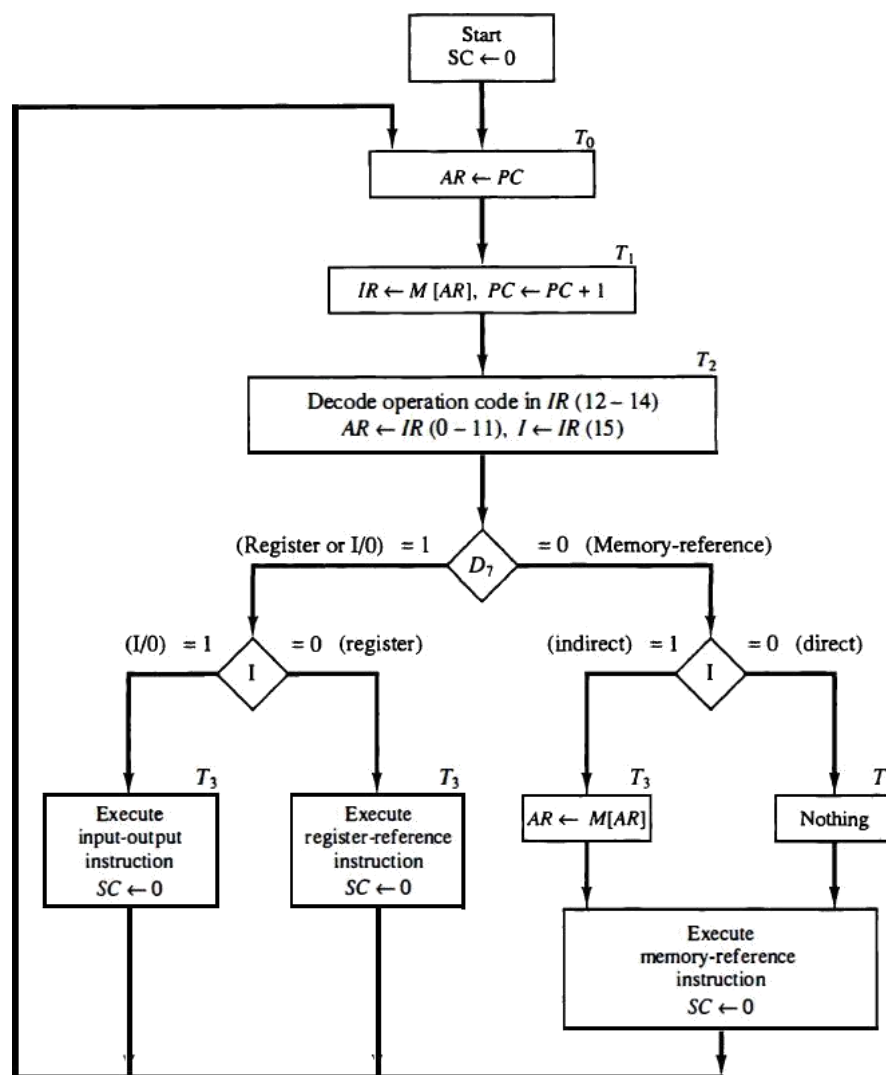 Start
SC ← 0
T₀
AR ← PC
T₁
IR ← M [AR], PC ← PC + 1
T₂
Decode operation code in IR (12 – 14)
AR ← IR (0 – 11), I ← IR (15)
(Register or I/0) = 1
D₇
= 0 (Memory-reference)
(I/0) = 1
I
= 0 (register)
(indirect) = 1
I
= 0 (direct)
T₃
Execute
input-output
instruction
SC ← 0
T₃
Execute
register-reference
instruction
SC ← 0
T₃
AR ← M[AR]
T
Nothing
Execute
memory-reference
instruction
SC ← 0